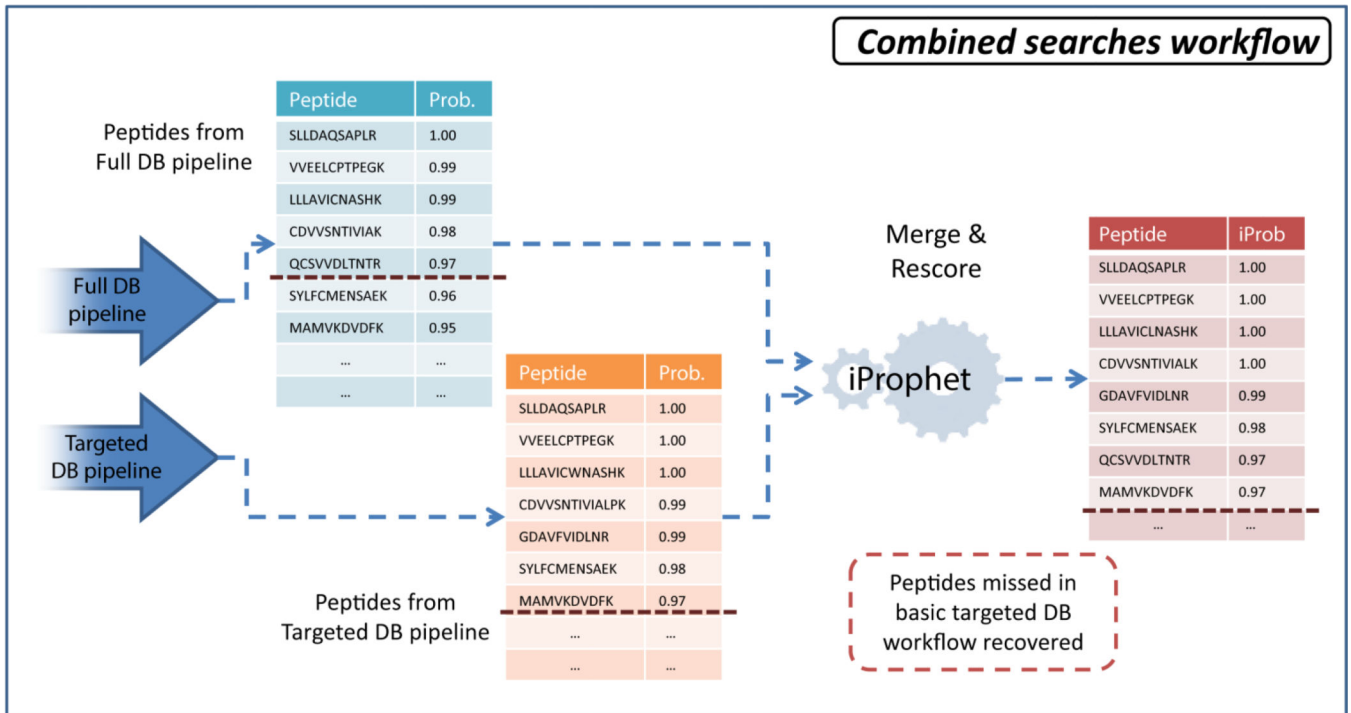 Combined searches workflow
Peptides from
Full DB pipeline
Full DB
pipeline
Peptide Prob.
SLLDAQSAPLR 1.00
VVEELCPTPEGK 0.99
LLLAVICNASHK 0.99
CDVVSNTIVIAK 0.98
QCSVVDLTNTR 0.97
SYLFCMENSAEK 0.96
MAMVKDVDFK 0.95
... ...
... ...
Targeted
DB pipeline
Peptides from
Targeted DB pipeline
Peptide Prob.
SLLDAQSAPLR 1.00
VVEELCPTPEGK 1.00
LLLAVICWNASHK 1.00
CDVVSNTIVIALPK 0.99
GDAVFVIDLNR 0.99
SYLFCMENSAEK 0.98
MAMVKDVDFK 0.97
... ...
... ...
Merge &
Rescore
iProphet
Peptide iProb
SLLDAQSAPLR 1.00
VVEELCPTPEGK 1.00
LLLAVICLNASHK 1.00
CDVVSNTIVIALK 1.00
GDAVFVIDLNR 0.99
SYLFCMENSAEK 0.98
QCSVVDLTNTR 0.97
MAMVKDVDFK 0.97
... ...
Peptides missed in
basic targeted DB
workflow recovered